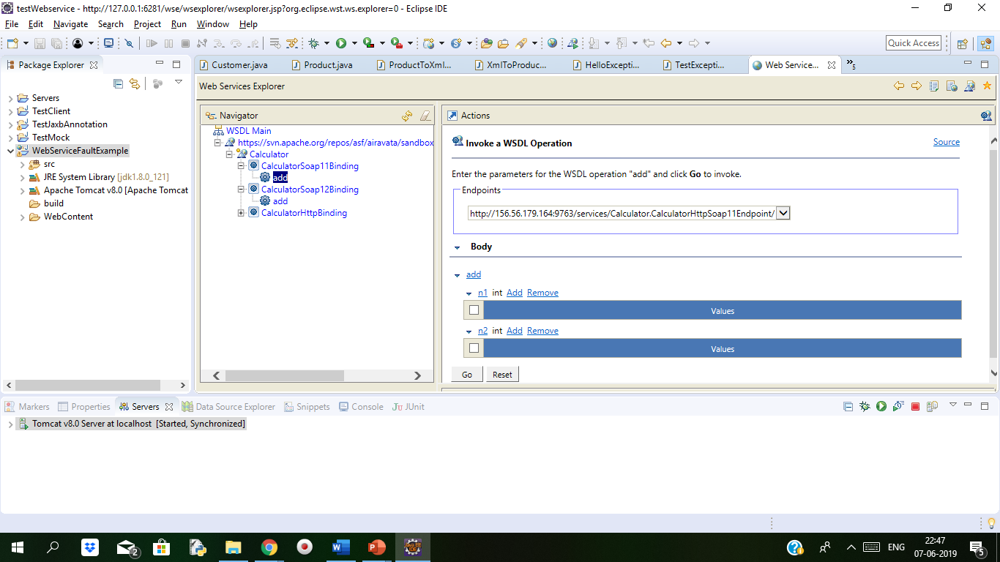 testWebservice - http://127.0.0.1:6281/wse/wsexplorer/wsexplorer.jsp?org.eclipse.wst.ws.explorer=0 - Eclipse IDE
File Edit Navigate Search Project Run Window Help
Quick Access
Package Explorer
Customer.java Product.java ProductToXml... XmlToProduc... HelloExcepti... TestExcepti... Web Service... »5
Web Services Explorer
Servers
TestClient
TestJaxbAnnotation
TestMock
WebServiceFaultExample
src
JRE System Library [jdk1.8.0_121]
Apache Tomcat v8.0 [Apache Tomcat
build
WebContent
Navigator
WSDL Main
https://svn.apache.org/repos/asf/airavata/sandbox
Calculator
CalculatorSoap11Binding
add
CalculatorSoap12Binding
add
CalculatorHttpBinding
Actions
Invoke a WSDL Operation Source
Enter the parameters for the WSDL operation "add" and click Go to invoke.
Endpoints
http://156.56.179.164:9763/services/Calculator.CalculatorHttpSoap11Endpoint/
Body
add
n1 int Add Remove
Values
n2 int Add Remove
Values
Go Reset
Markers Properties Servers Data Source Explorer Snippets Console Ju JUnit
Tomcat v8.0 Server at localhost [Started, Synchronized]
2
W P JAVA EE IDE
ENG
22:47
07-06-2019
5